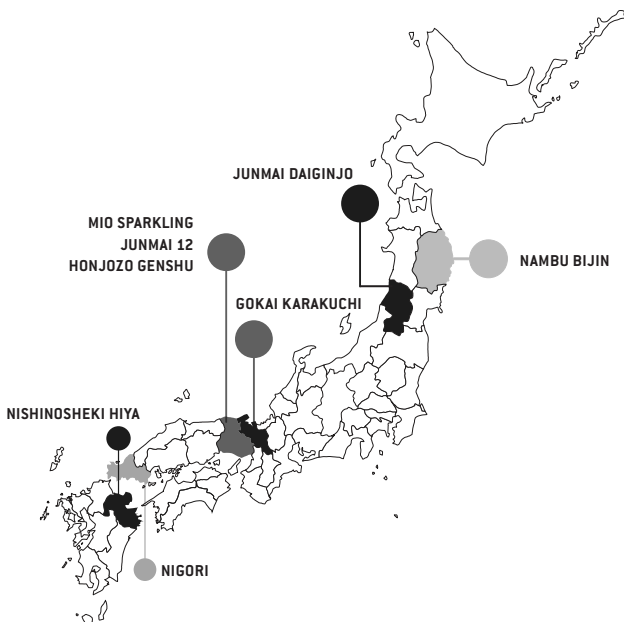 JUNMAI DAIGINJO
MIO SPARKLING
JUNMAI 12
HONJOZO GENSHU
NAMBU BIJIN
GOKAI KARAKUCHI
NISHINOSHEKI HIYA
NIGORI